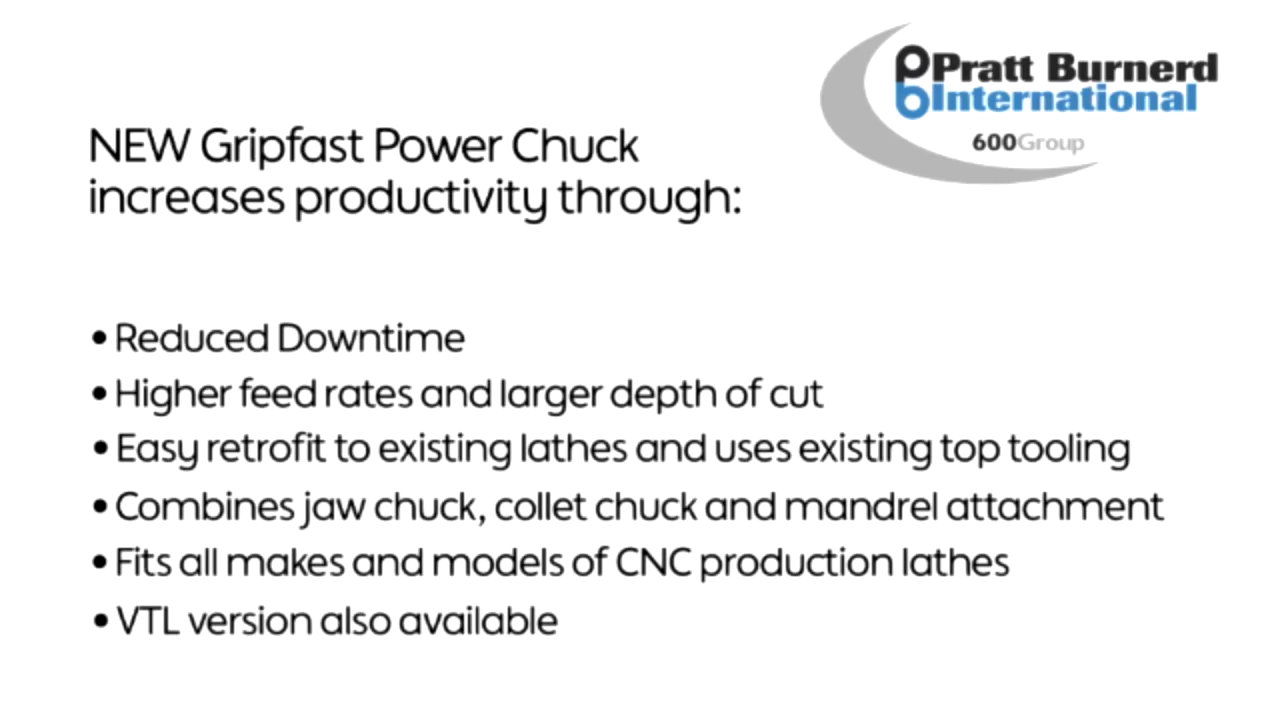 Pratt Burnerd
International
600Group
NEW Gripfast Power Chuck
increases productivity through:
• Reduced Downtime
• Higher feed rates and larger depth of cut
• Easy retrofit to existing lathes and uses existing top tooling
• Combines jaw chuck, collet chuck and mandrel attachment
• Fits all makes and models of CNC production lathes
• VTL version also available